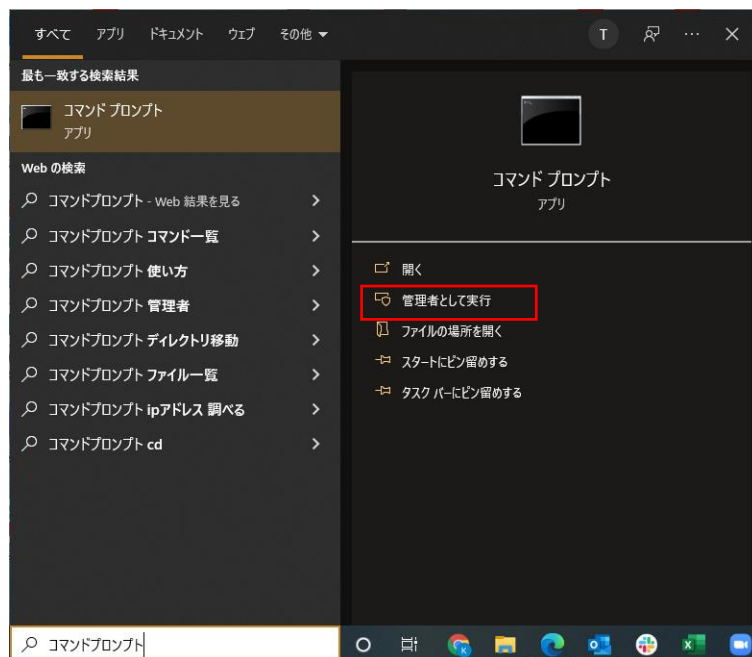 すべて アプリ ドキュメント ウェブ その他 T
最も一致する検索結果
コマンド プロンプト
アプリ
Web の検索
コマンドプロンプト - Web 結果を見る
コマンドプロンプト コマンド一覧
コマンドプロンプト 使い方
コマンドプロンプト 管理者
コマンドプロンプト ディレクトリ移動
コマンドプロンプト ファイル一覧
コマンドプロンプト ipアドレス 調べる
コマンドプロンプト cd
コマンド プロンプト
アプリ
開く
管理者として実行
ファイルの場所を開く
スタートにピン留めする
タスク バーにピン留めする
コマンドプロンプト